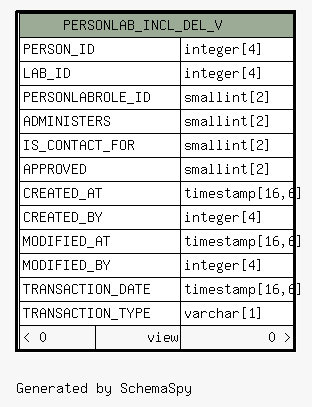 PERSONLAB_INCL_DEL_V
PERSON_ID integer[4]
LAB_ID integer[4]
PERSONLABROLE_ID smallint[2]
ADMINISTERS smallint[2]
IS_CONTACT_FOR smallint[2]
APPROVED smallint[2]
CREATED_AT timestamp[16,6]
CREATED_BY integer[4]
MODIFIED_AT timestamp[16,6]
MODIFIED_BY integer[4]
TRANSACTION_DATE timestamp[16,6]
TRANSACTION_TYPE varchar[1]
< 0 view 0 >
Generated by SchemaSpy